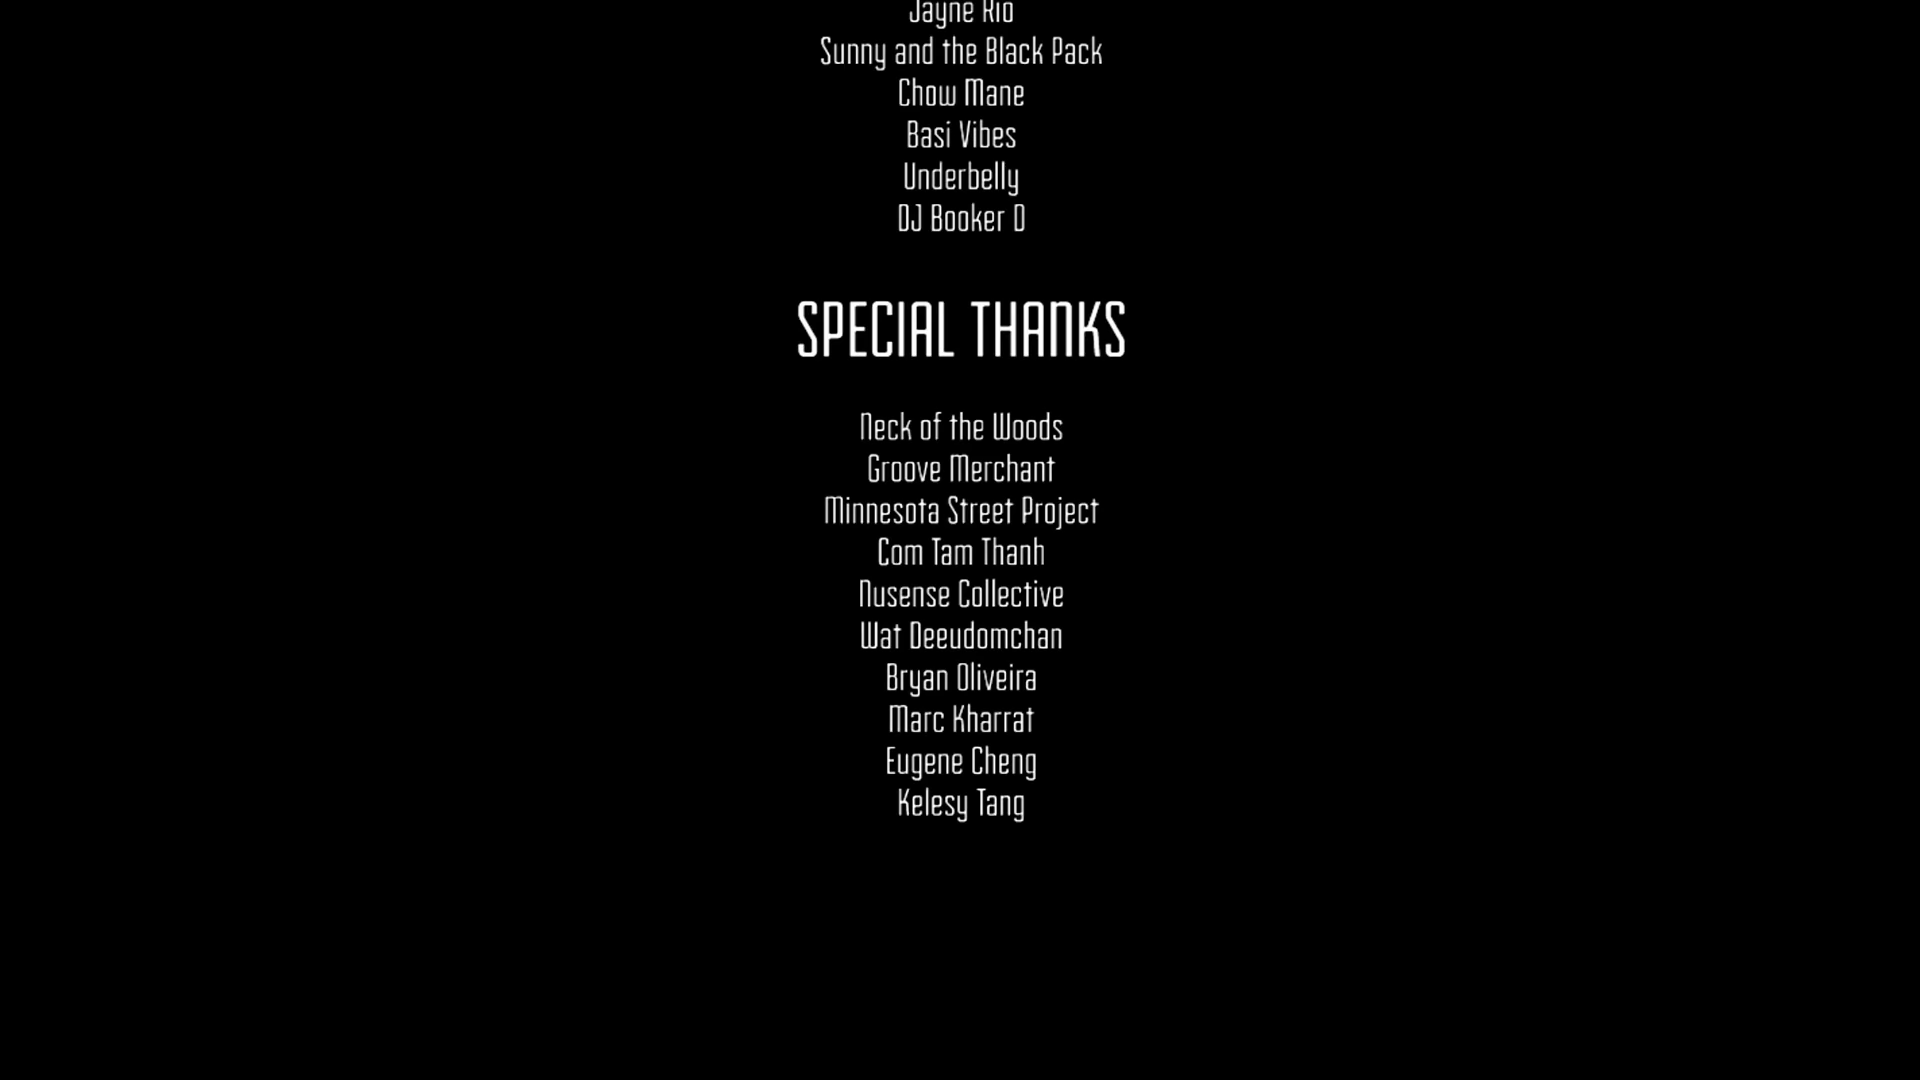 Jayne Rio
Sunny and the Black Pack
Chow Mane
Basi Vibes
Underbelly
DJ Booker D
SPECIAL THANKS
Neck of the Woods
Groove Merchant
Minnesota Street Project
Com Tam Thanh
Nusense Collective
Wat Deeudomchan
Bryan Oliveira
Marc Kharrat
Eugene Cheng
Kelesy Tang